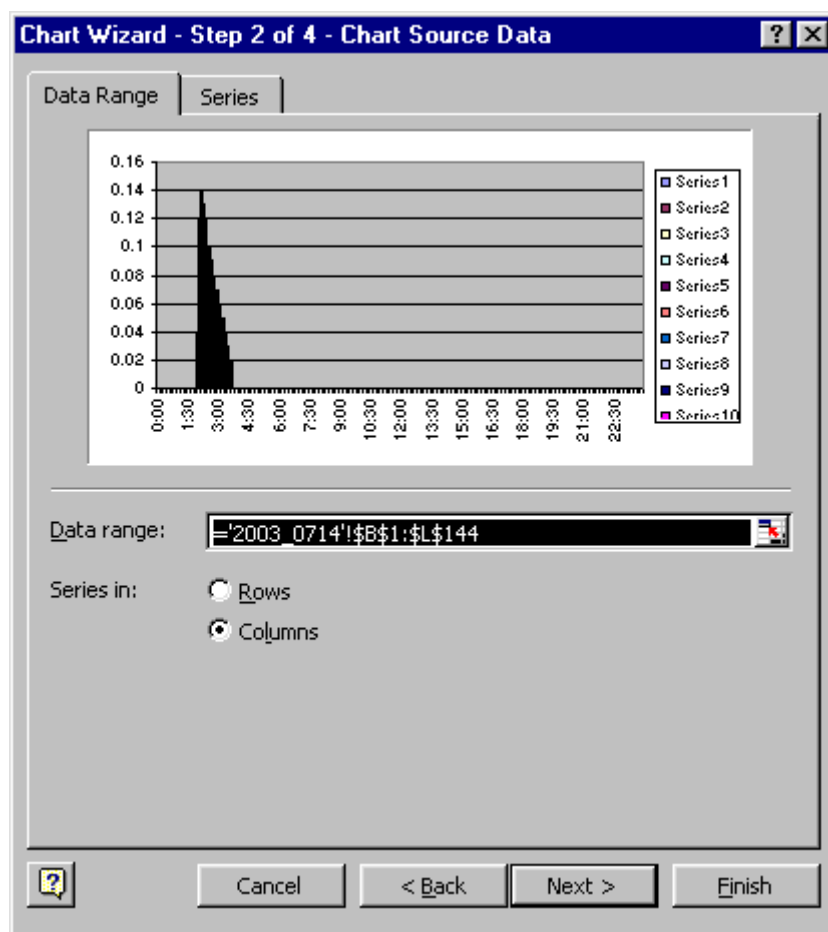 Chart Wizard - Step 2 of 4 - Chart Source Data
Data Range Series
0.16
0.14
0.12
0.1
0.08
0.06
0.04
0.02
0
0:00 1:30 3:00 4:30 6:00 7:30 9:00 10:30 12:00 13:30 15:00 16:30 18:00 19:30 21:00 22:30
Series1
Series2
Series3
Series4
Series5
Series6
Series7
Series8
Series9
Series10
Data range: ='2003_0714'!$B$1:$L$144
Series in: Rows
Columns
Cancel < Back Next > Finish